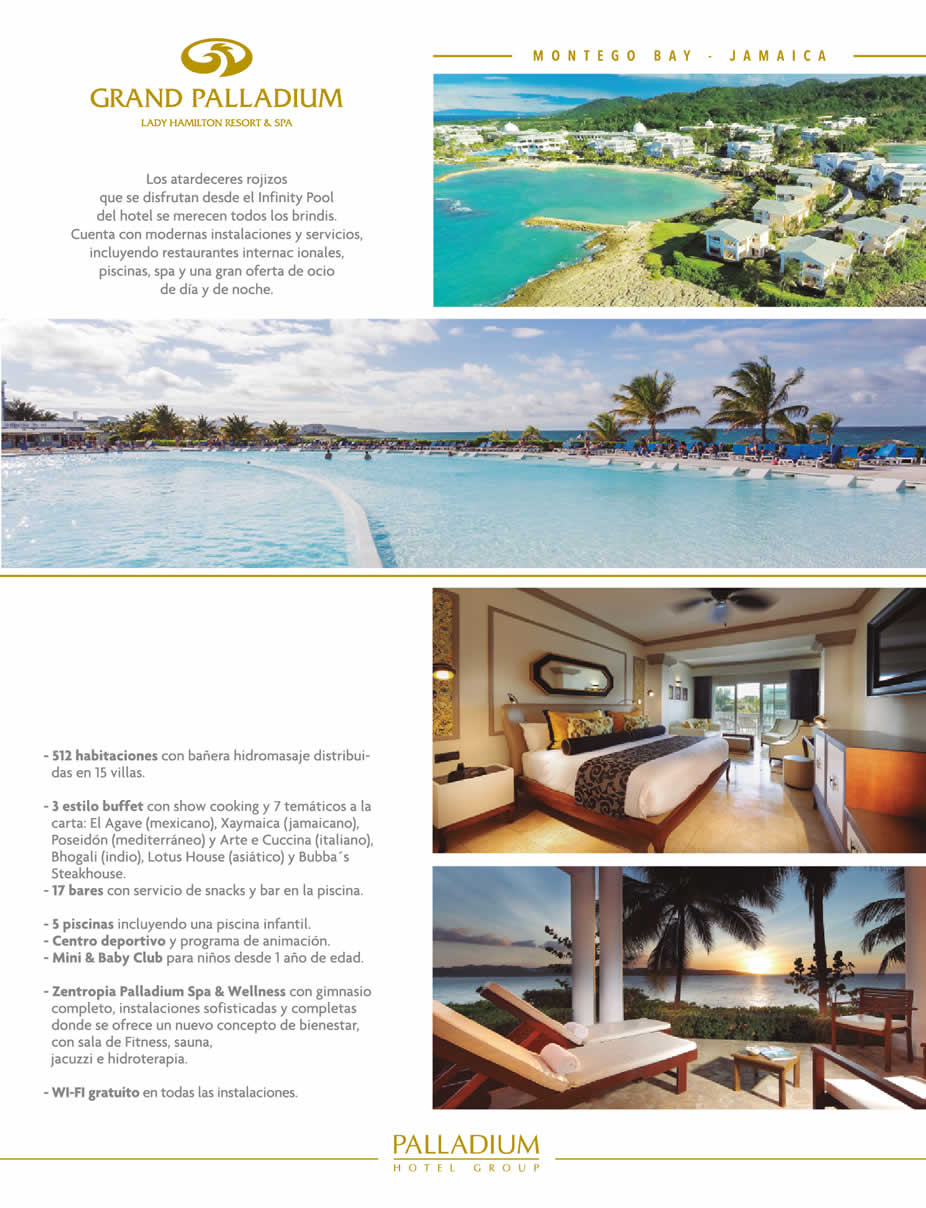 GRAND PALLADIUM
LADY HAMILTON RESORT & SPA
MONTEGO BAY - JAMAICA
Los atardeceres rojizos
que se disfrutan desde el Infinity Pool
del hotel se merecen todos los brindis.
Cuenta con modernas instalaciones y servicios,
incluyendo restaurantes internac ionales,
piscinas, spa y una gran oferta de ocio
de día y de noche.
- 512 habitaciones con bañera hidromasaje distribui-
das en 15 villas.
- 3 estilo buffet con show cooking y 7 temáticos a la
carta: El Agave (mexicano), Xaymaica (jamaicano),
Poseidón (mediterráneo) y Arte e Cuccina (italiano),
Bhogali (indio), Lotus House (asiático) y Bubba´s
Steakhouse.
- 17 bares con servicio de snacks y bar en la piscina.
- 5 piscinas incluyendo una piscina infantil.
- Centro deportivo y programa de animación.
- Mini & Baby Club para niños desde 1 año de edad.
- Zentropia Palladium Spa & Wellness con gimnasio
completo, instalaciones sofisticadas y completas
donde se ofrece un nuevo concepto de bienestar,
con sala de Fitness, sauna,
jacuzzi e hidroterapia.
- WI-FI gratuito en todas las instalaciones.
PALLADIUM
HOTEL GROUP